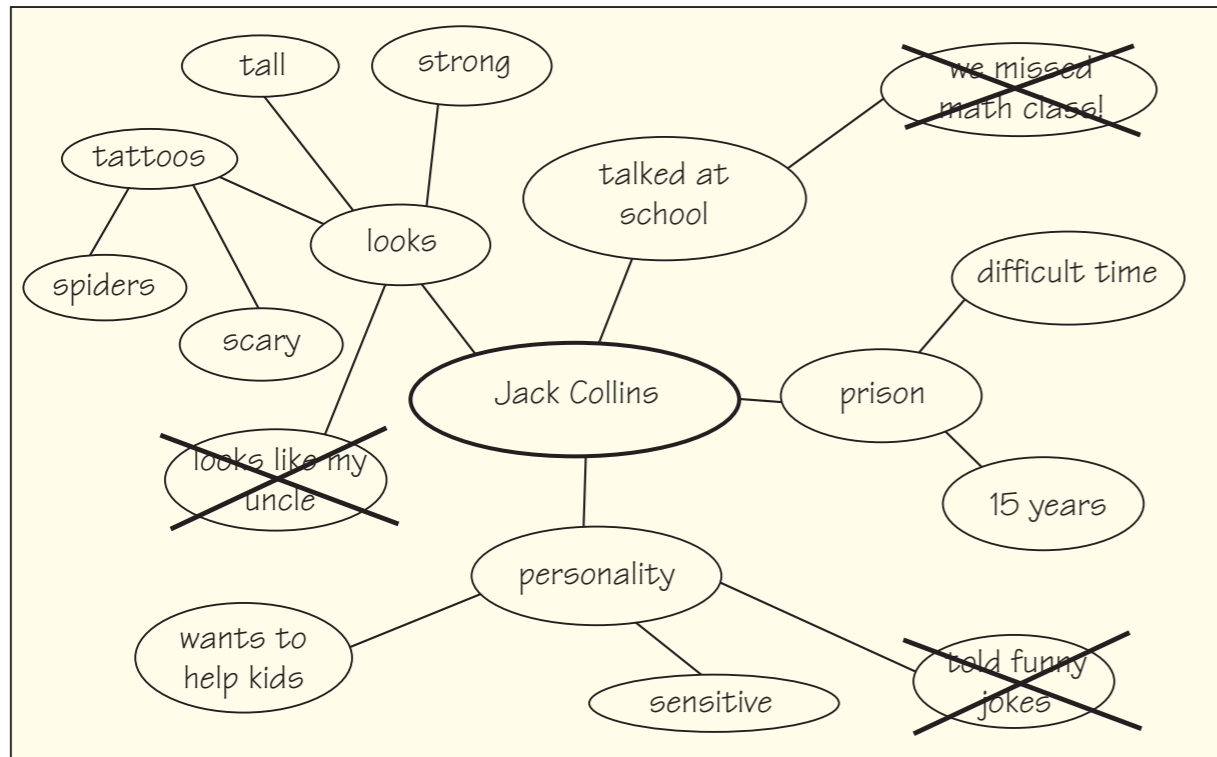 tall
strong
we missed
math class!
tattoos
talked at
school
looks
spiders
difficult time
scary
Jack Collins
prison
looks like my
uncle
15 years
personality
wants to
help kids
told funny
jokes
sensitive